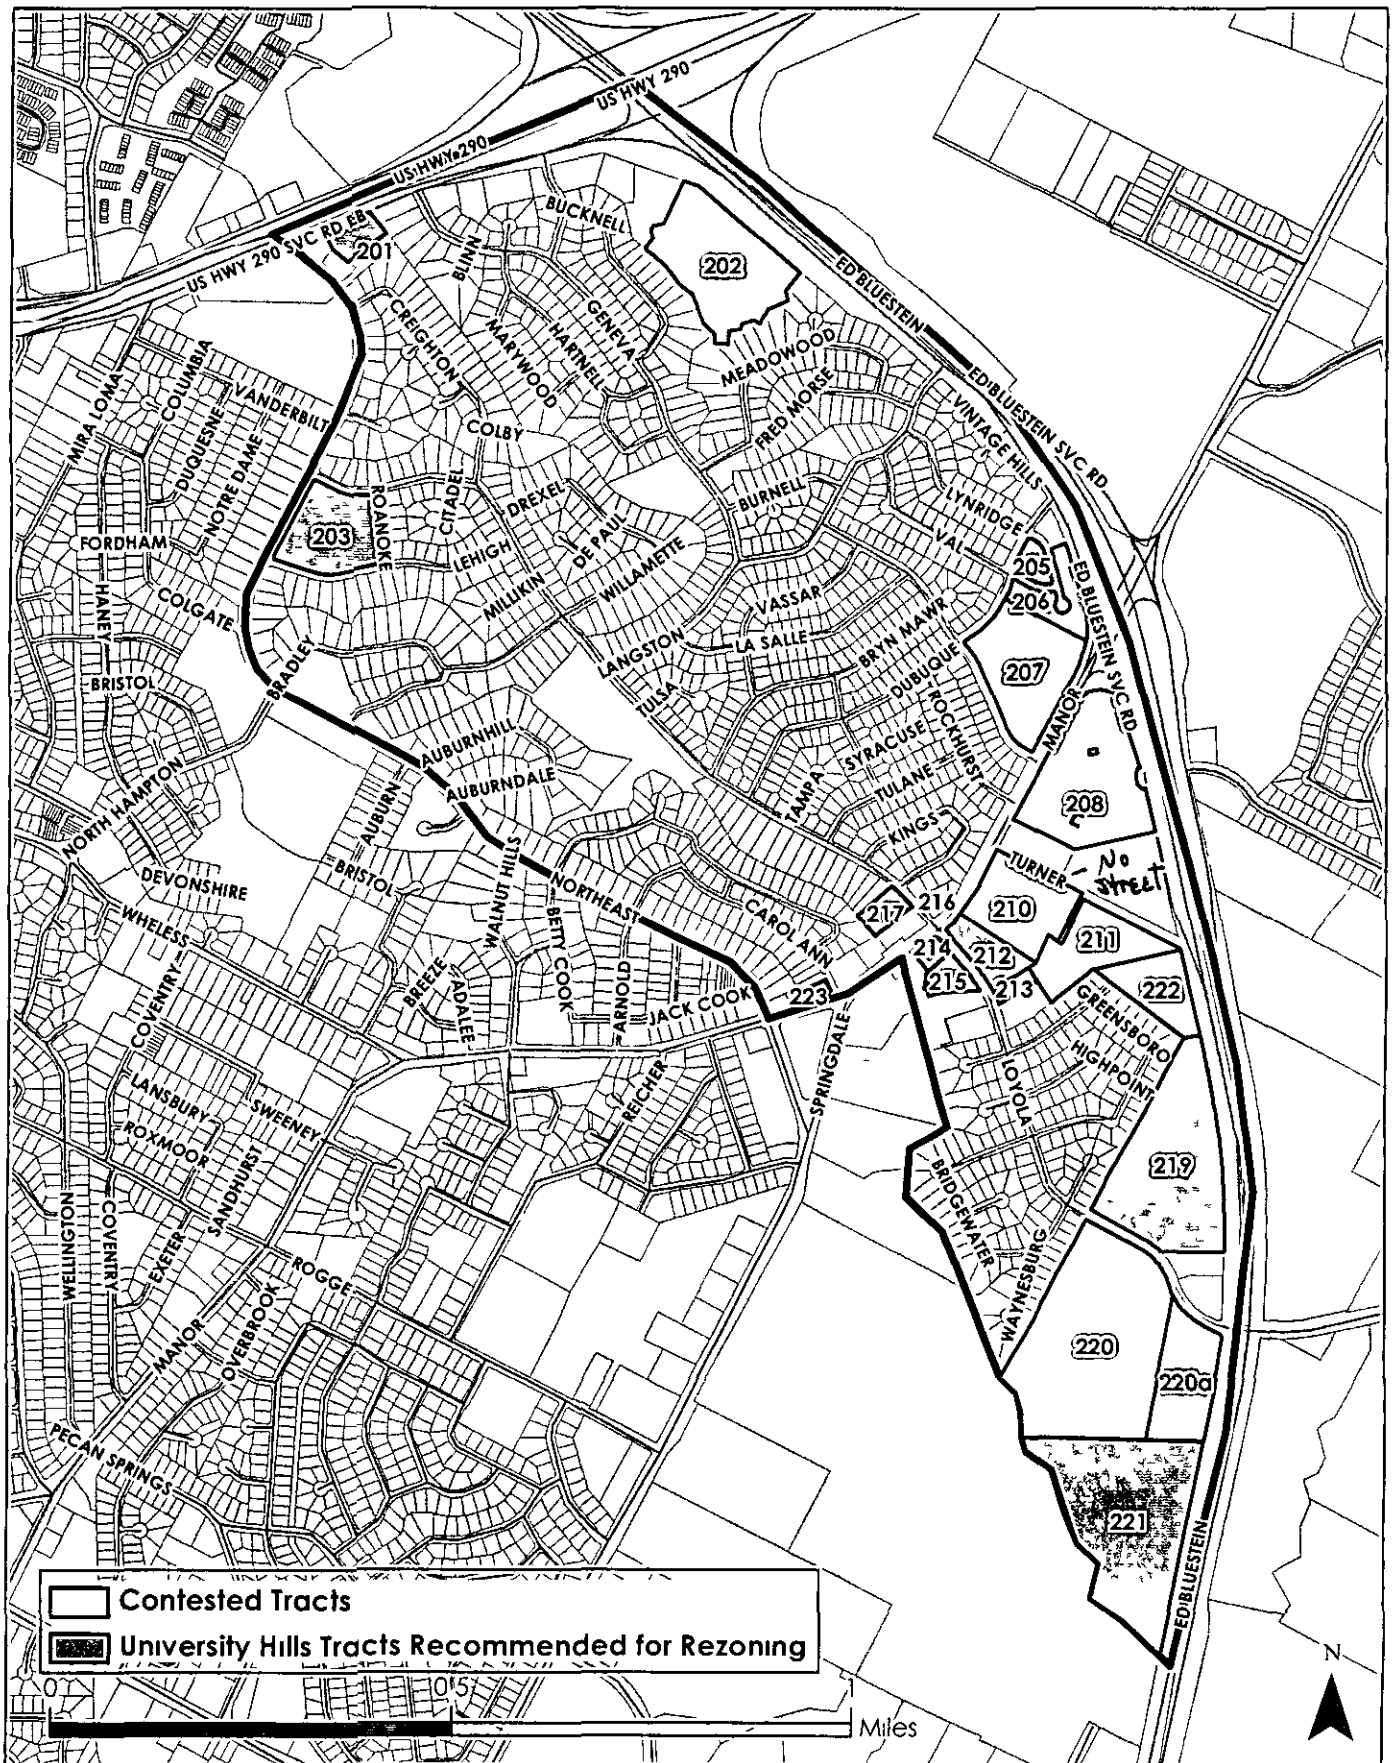 US HWY 290
US HWY 290
US HWY 290 SVC RD EB
201
BUCKNELL
BLINN
202
ED BLUESTEIN
GENEVA
CREIGHTON
MARYWOOD
HARTNELL
MEADOWOOD
ED BLUESTEIN SVC RD
COLUMBIA
MIRA LOMA
VANDERBILT
DUQUESNE
NOTRE DAME
COLBY
FRED MORSE
VINTAGE HILLS
ROANOKE
CITADEL
DREXEL
BURNELL
LYNRIDGE
203
FORDHAM
DE PAUL
LEHIGH
VAL
205
HANEY
COLGATE
MILLIKIN
WILLAMETTE
VASSAR
206
ED BLUESTEIN SVC RD
BRADLEY
LANGSTON
LA SALLE
BRYN MAWR
DUBUQUE
207
BRISTOL
TULSA
ROCKHURST
MANOR
AUBURNHILL
SYRACUSE
AUBURNDALE
TAMPA
TULANE
208
NORTH HAMPTON
AUBURN
KINGS
DEVONSHIRE
BRISTOL
WALNUT HILLS
NORTHEAST
TURNER
No
STREET
WHELESS
BETTY COOK
CAROL ANN
217
216
210
211
214
212
COVENTRY
BREEZE
ADALEE
ARNOLD
JACK COOK
223
215
213
222
GREENSBORO
SPRINGDALE
HIGHPOINT
LOYOLA
LANSBURY
SWEENEY
REICHER
ROXMOOR
SANDHURST
BRIDGEWATER
219
WELLINGTON
COVENTRY
EXETER
ROGGE
WAYNESBURG
OVERBROOK
MANOR
220
220a
PECAN SPRINGS
221
ED BLUESTEIN
Contested Tracts
University Hills Tracts Recommended for Rezoning
0
0 5
1
Miles
N